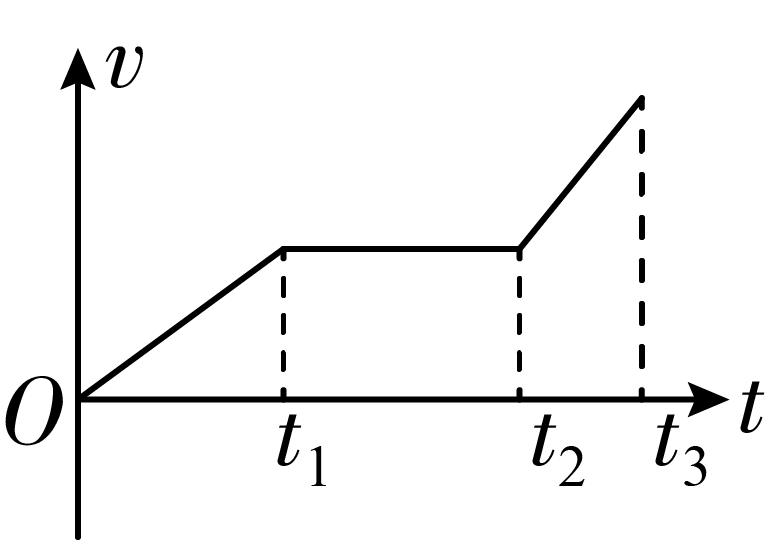 v
O
t₁ t₂ t₃ t